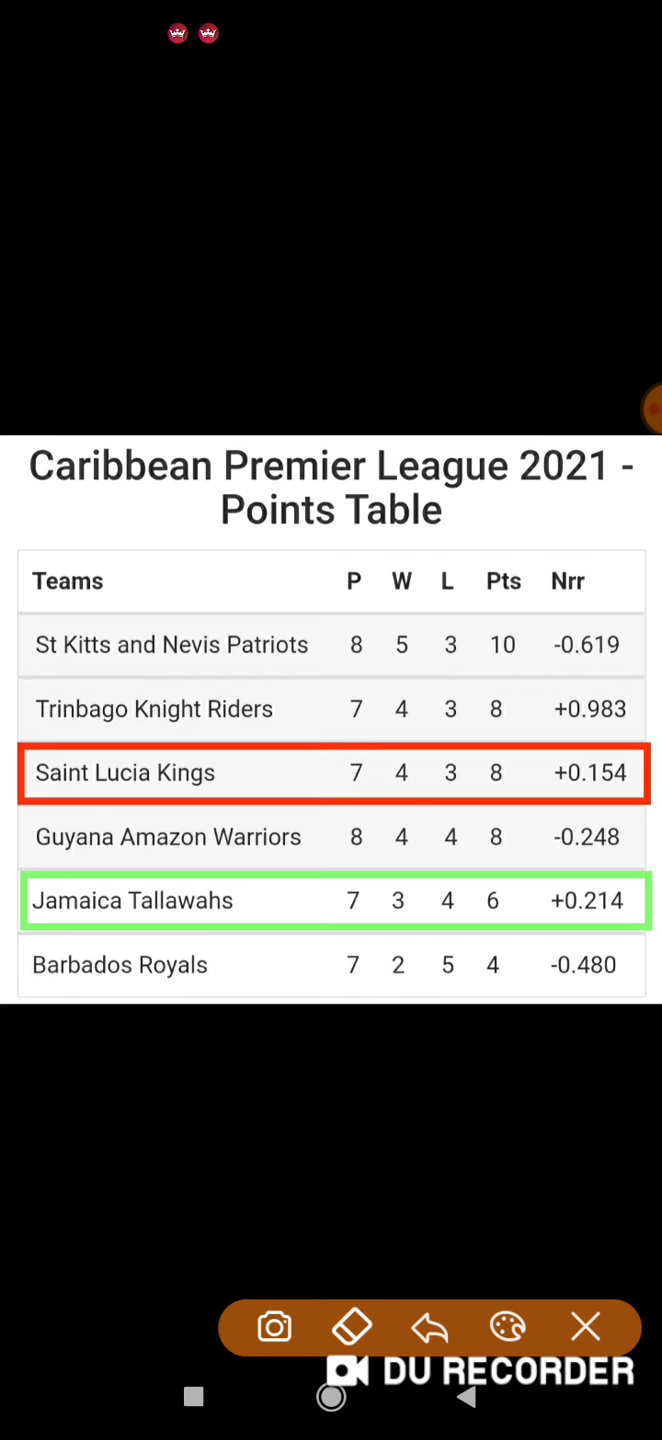 Caribbean Premier League 2021 -
Points Table
Teams P W L Pts Nrr
St Kitts and Nevis Patriots 8 5 3 10 -0.619
Trinbago Knight Riders 7 4 3 8 +0.983
Saint Lucia Kings 7 4 3 8 +0.154
Guyana Amazon Warriors 8 4 4 8 -0.248
Jamaica Tallawahs 7 3 4 6 +0.214
Barbados Royals 7 2 5 4 -0.480
DU RECORDER